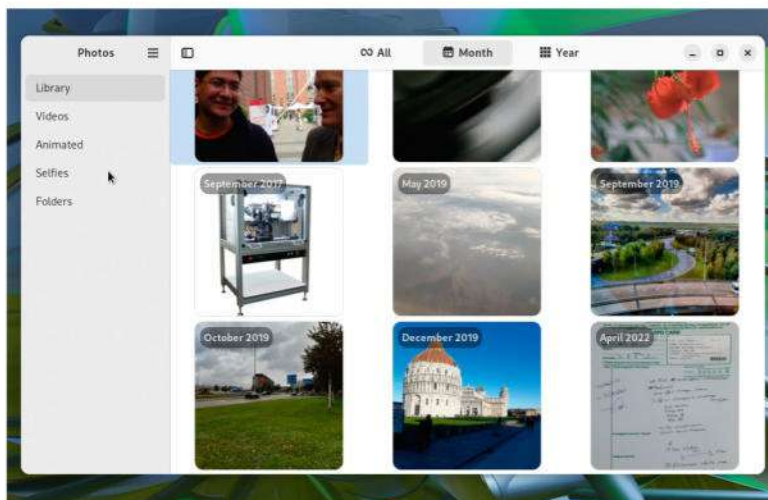 Photos
All
Month
Year
Library
Videos
Animated
Selfies
Folders
September 2017
May 2019
September 2019
October 2019
December 2019
April 2022